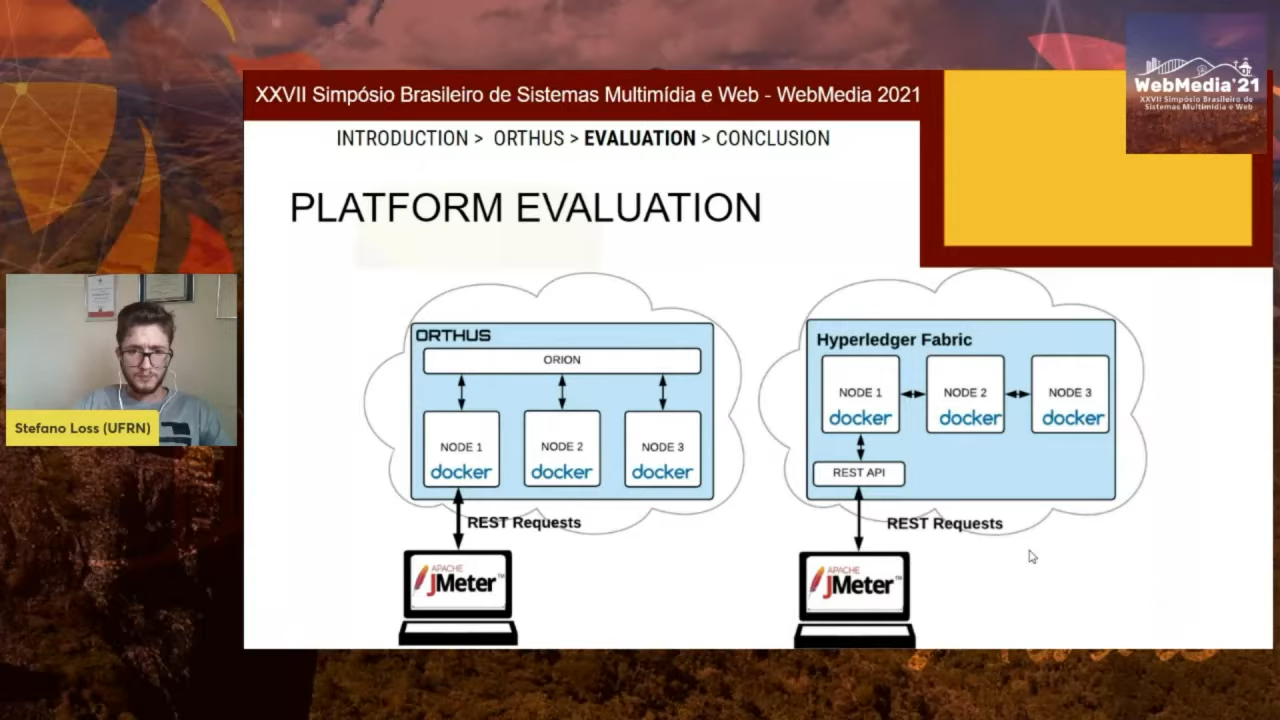 XXVII Simpósio Brasileiro de Sistemas Multimídia e Web - WebMedia 2021
WebMedia'21
XXVII Simpósio Brasileiro de
Sistemas Multimídia e Web
INTRODUCTION > ORTHUS > EVALUATION > CONCLUSION
PLATFORM EVALUATION
ORTHUS
ORION
NODE 1
docker
NODE 2
docker
NODE 3
docker
REST Requests
APACHE
JMeter™
Hyperledger Fabric
NODE 1
docker
NODE 2
docker
NODE 3
docker
REST API
REST Requests
APACHE
JMeter™
Stefano Loss (UFRN)